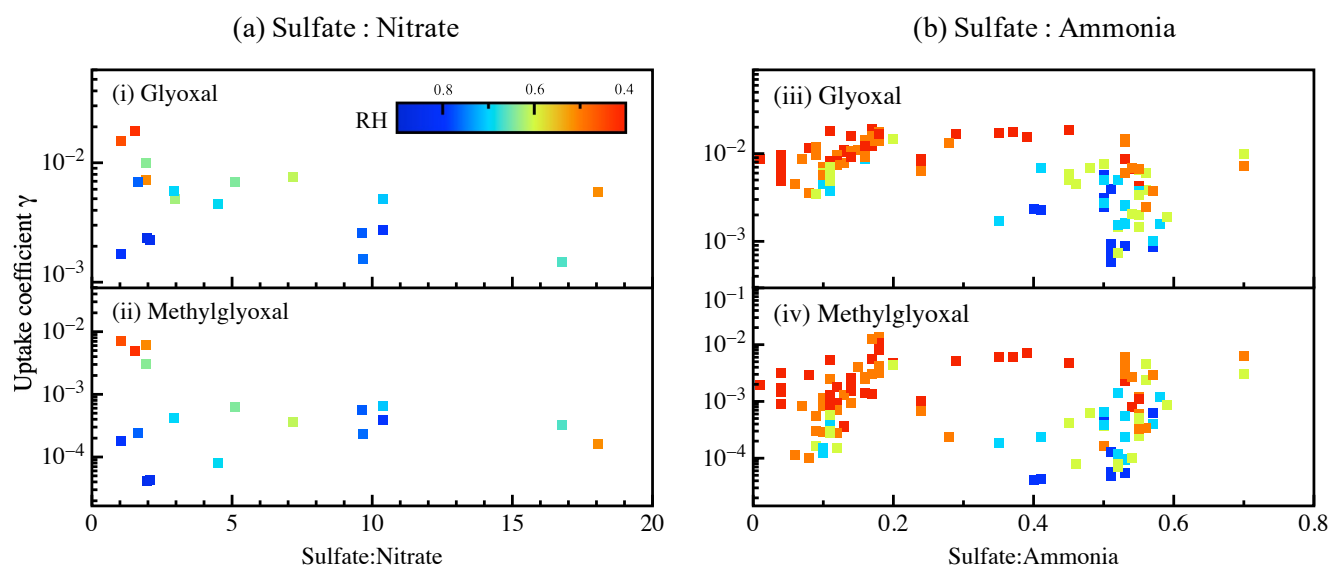 (a) Sulfate : Nitrate
(b) Sulfate : Ammonia
(i) Glyoxal
RH
0.8
0.6
0.4
10⁻²
10⁻³
(ii) Methylglyoxal
10⁻²
10⁻³
10⁻⁴
Uptake coefficient γ
0
5
10
15
20
Sulfate:Nitrate
(iii) Glyoxal
10⁻²
10⁻³
(iv) Methylglyoxal
10⁻¹
10⁻²
10⁻³
10⁻⁴
0
0.2
0.4
0.6
0.8
Sulfate:Ammonia